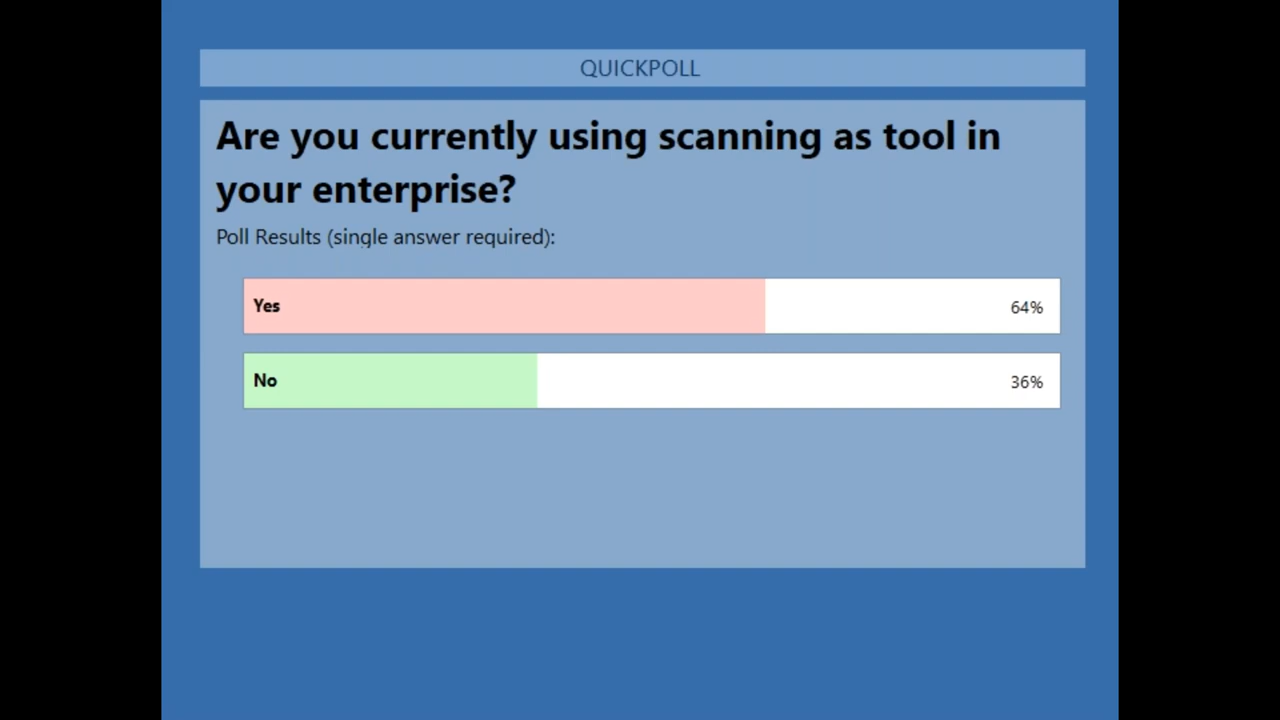 QUICKPOLL
Are you currently using scanning as tool in
your enterprise?
Poll Results (single answer required):
Yes 64%
No 36%